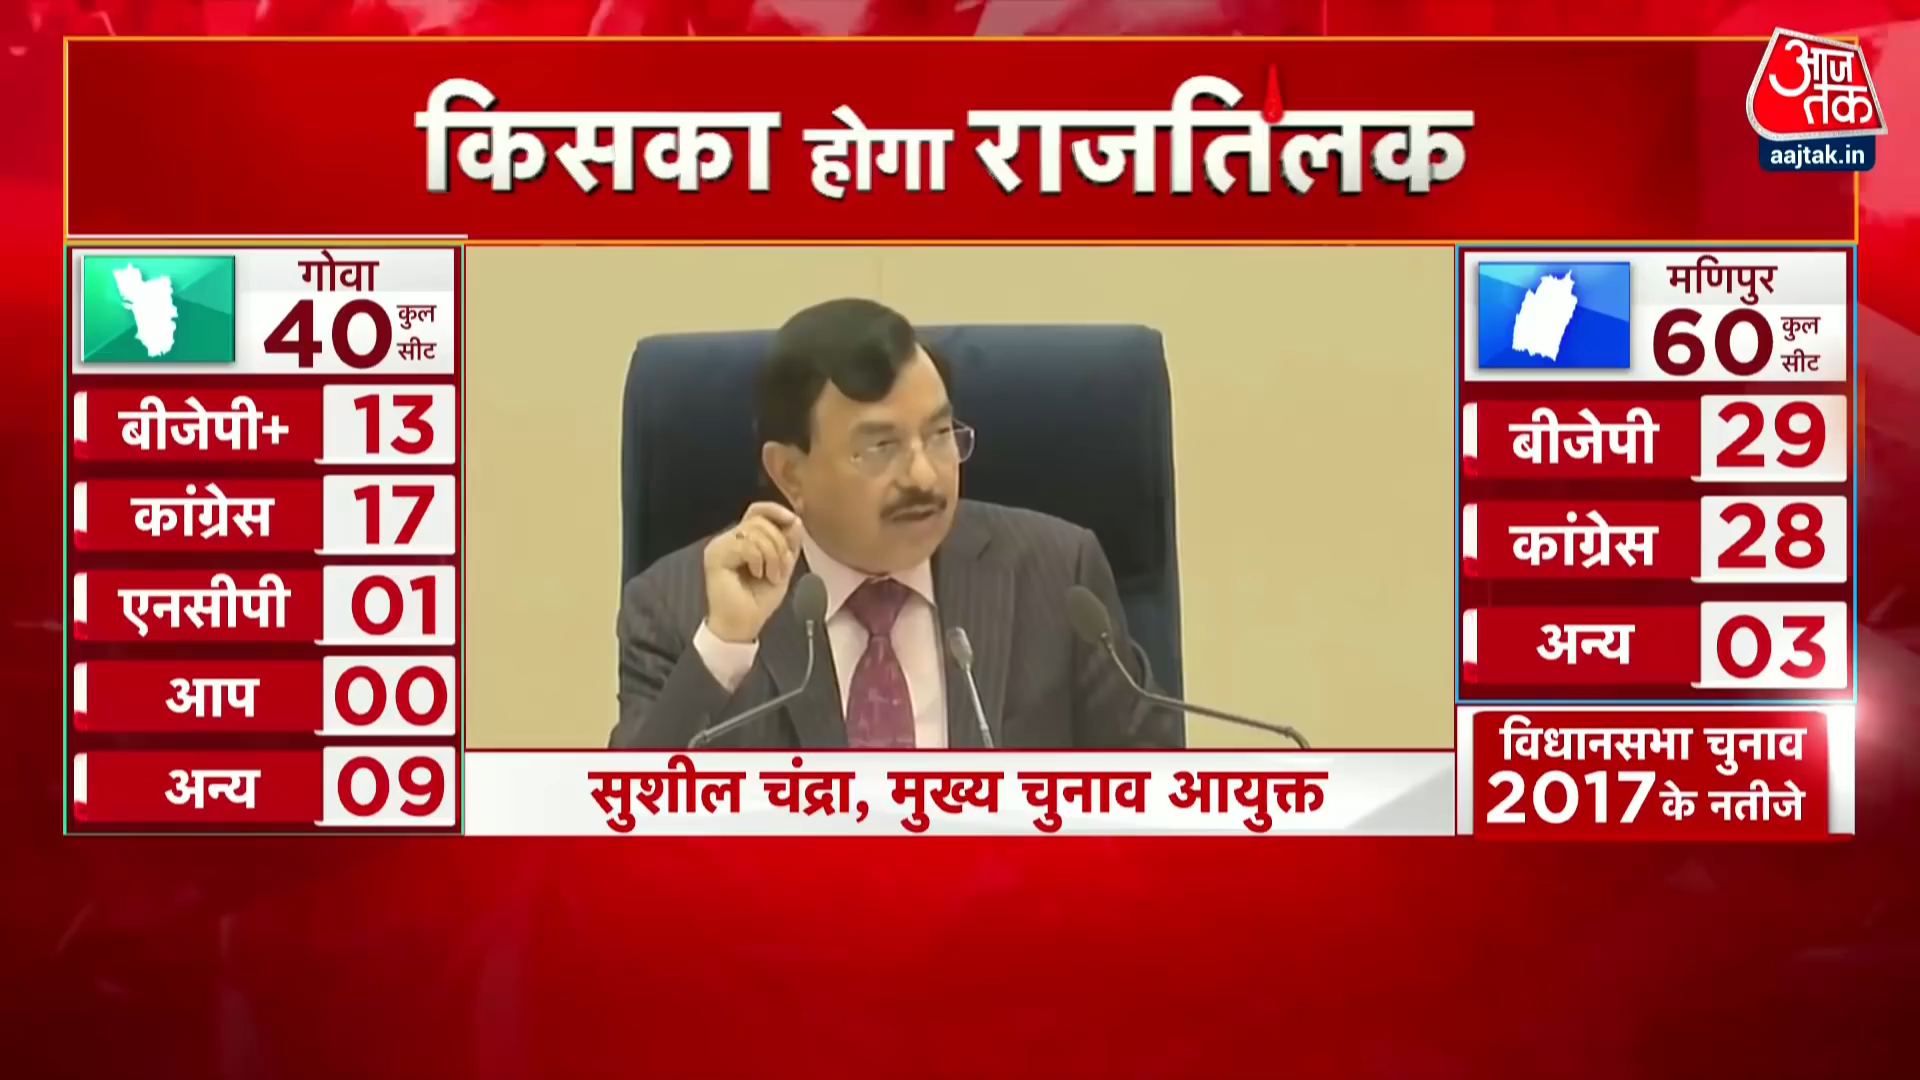 किसका होगा राजतिलक
आज
तक
aajtak.in
गोवा
40 कुल सीट
बीजेपी+ 13
कांग्रेस 17
एनसीपी 01
आप 00
अन्य 09
सुशील चंद्रा, मुख्य चुनाव आयुक्त
मणिपुर
60 कुल सीट
बीजेपी 29
कांग्रेस 28
अन्य 03
विधानसभा चुनाव
2017 के नतीजे